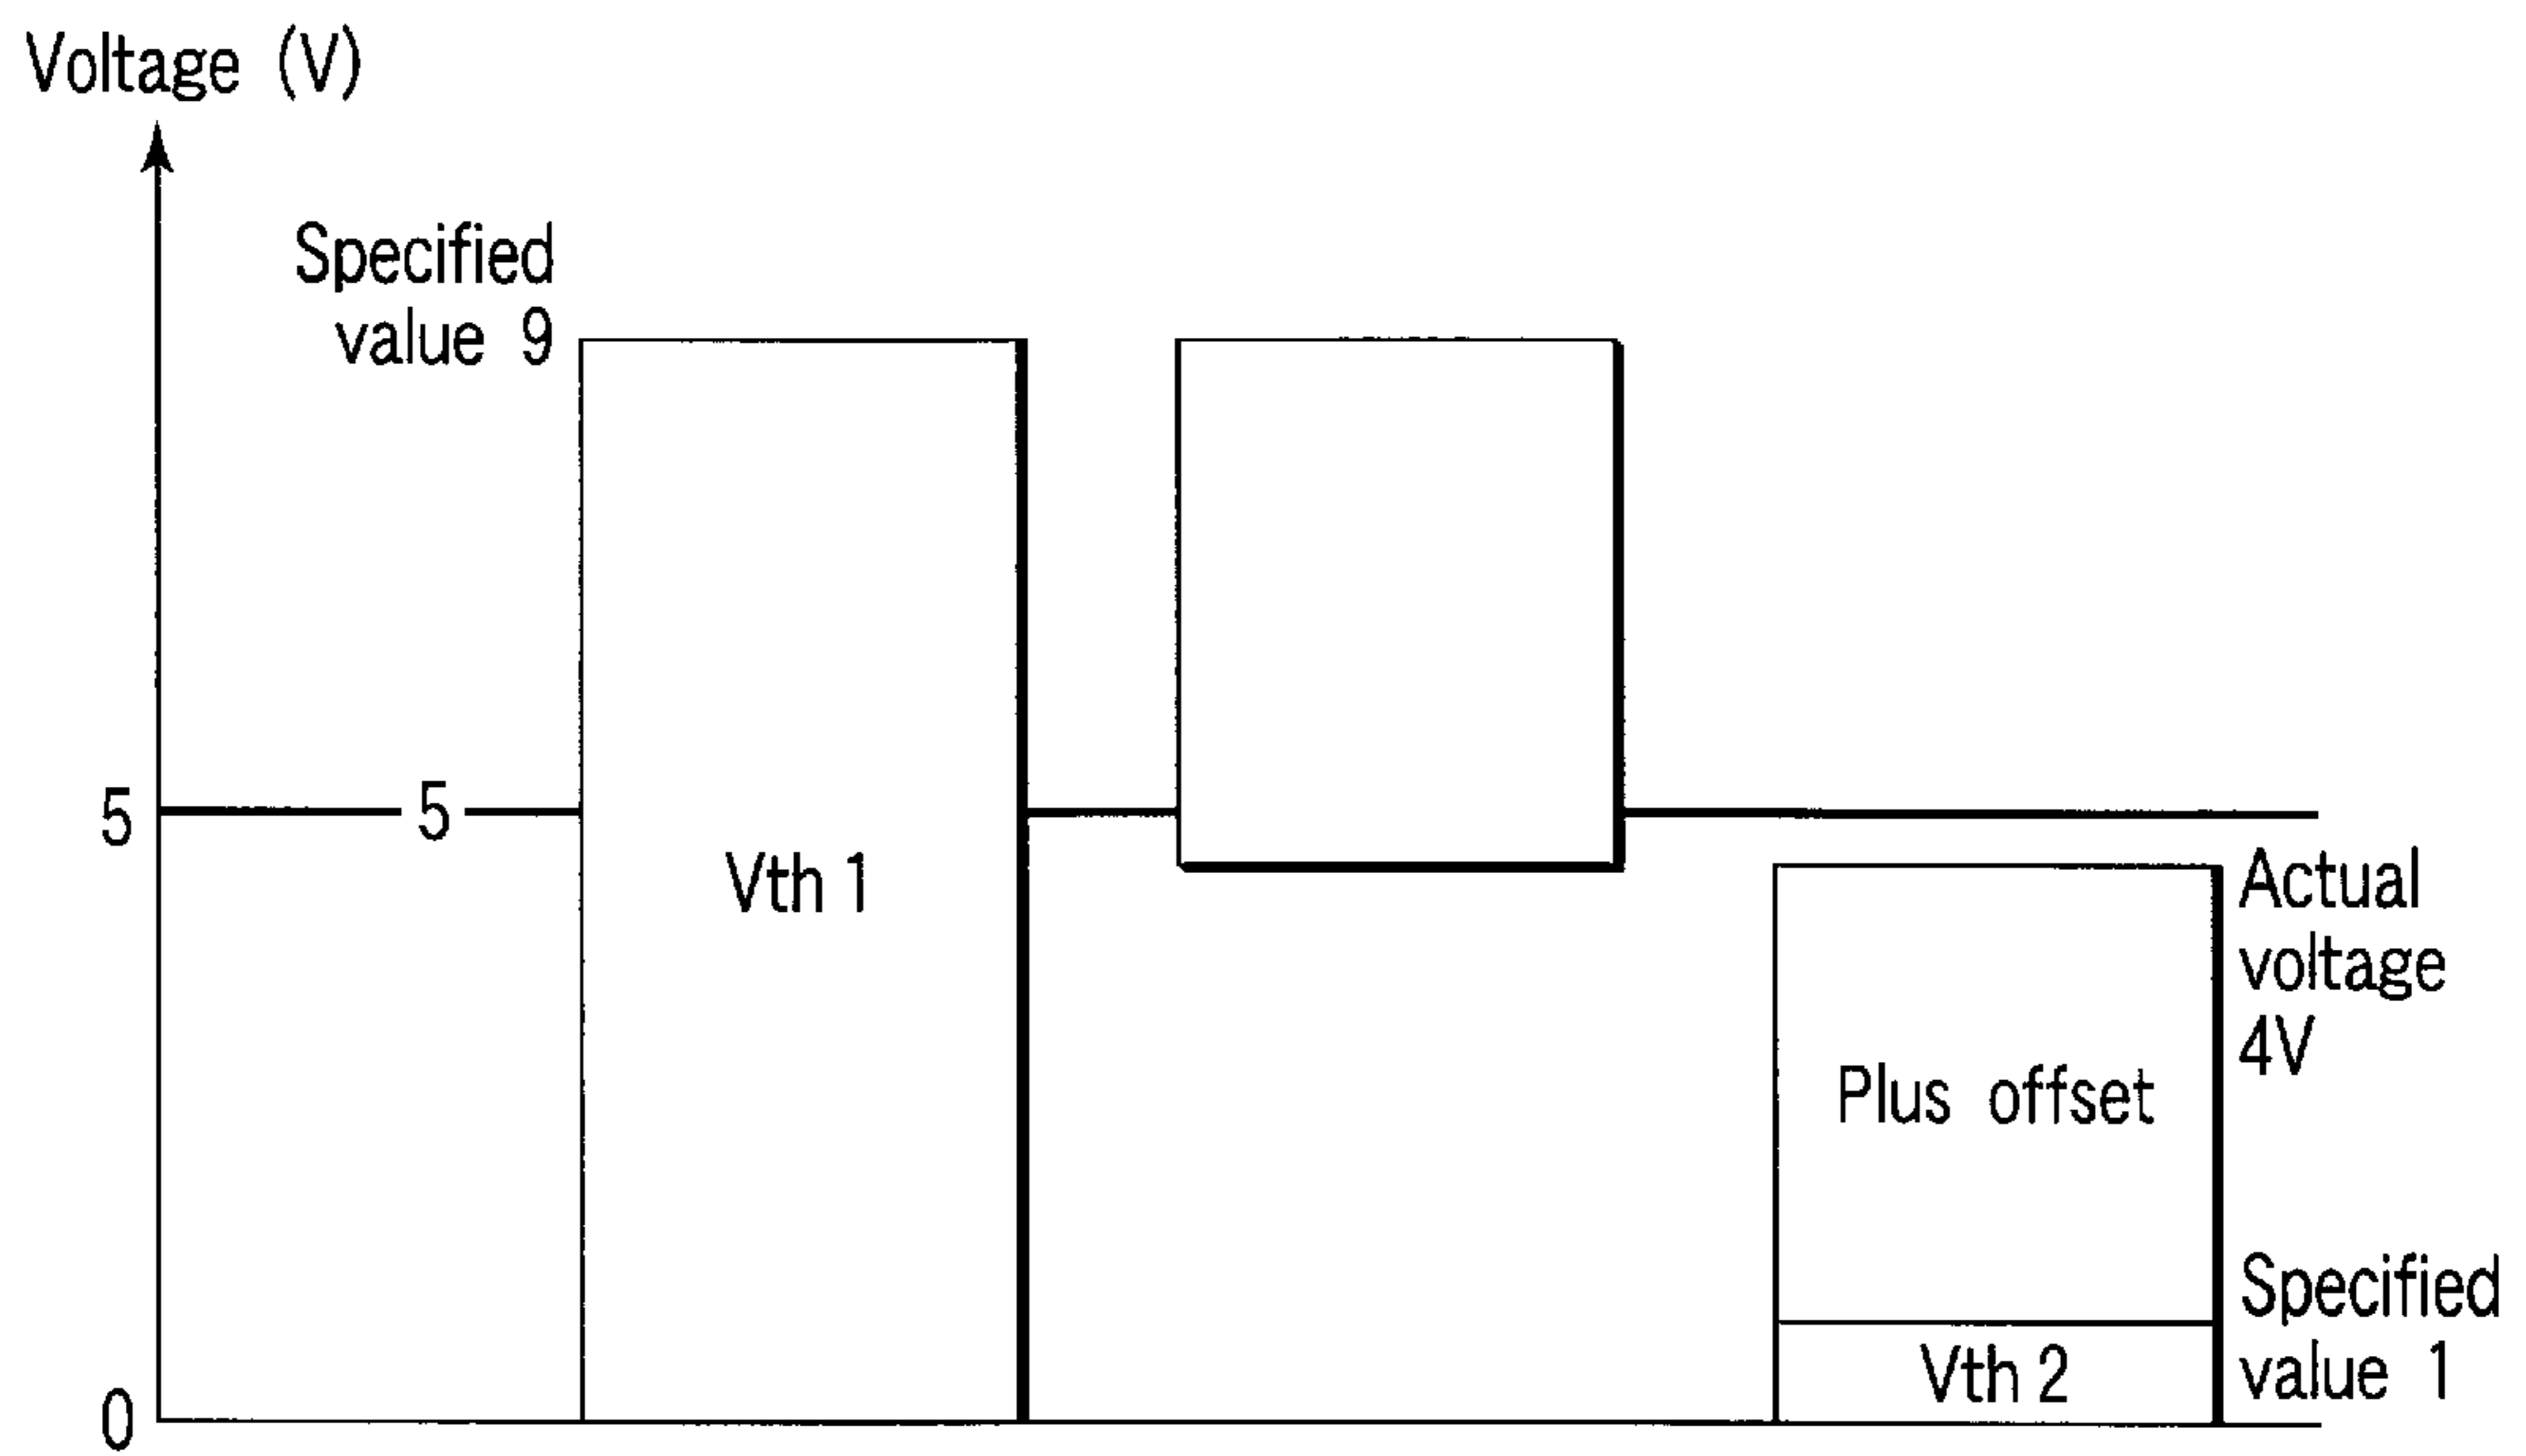 Voltage (V)
Specified
value 9
5
5
Vth 1
Actual
voltage
4V
Plus offset
Specified
value 1
Vth 2
0